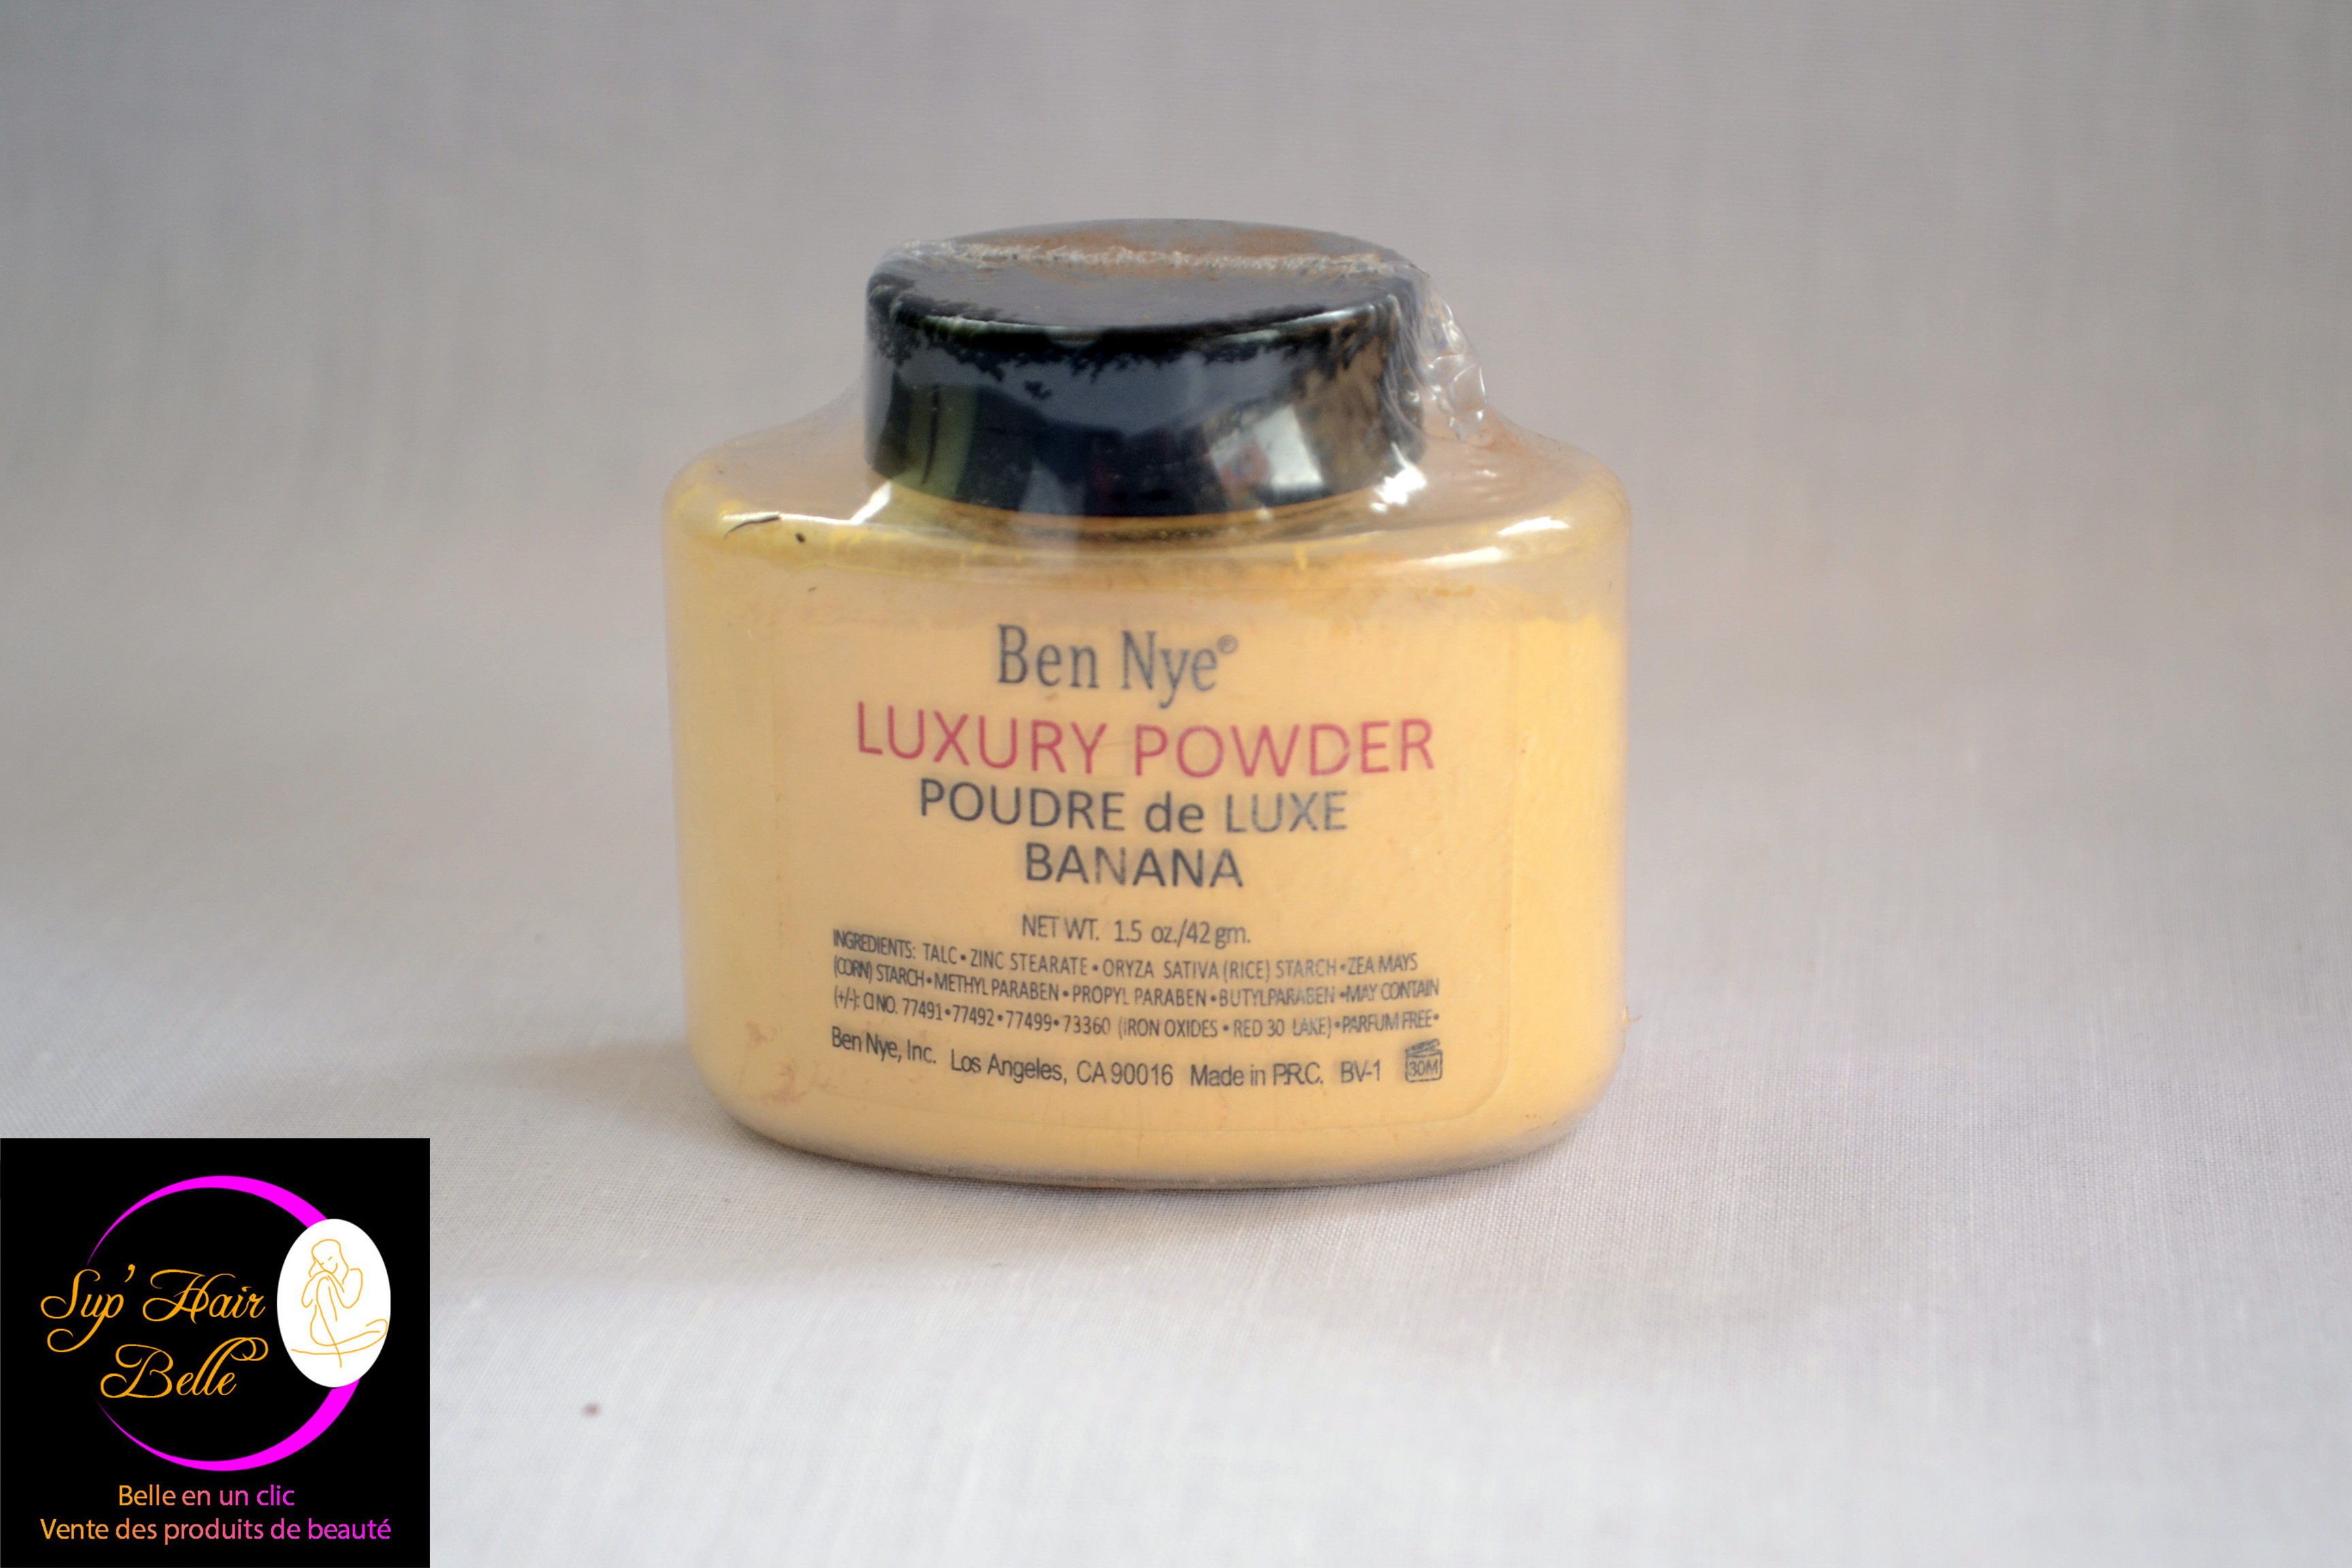 Ben Nye®
LUXURY POWDER
POUDRE de LUXE
BANANA
NET WT. 1.5 oz./42 gm.
INGREDIENTS: TALC • ZINC STEARATE • ORYZA SATIVA (RICE) STARCH • ZEA MAYS
(CORN) STARCH • METHYL PARABEN • PROPYL PARABEN • BUTYLPARABEN • MAY CONTAIN
(+/-): CI NO. 77491 • 77492 • 77499 • 73360 (IRON OXIDES • RED 30 LAKE) • PARFUM FREE •
Ben Nye, Inc. Los Angeles, CA 90016 Made in P.R.C. BV-1 30M
Sup' Hair
Belle
Belle en un clic
Vente des produits de beauté